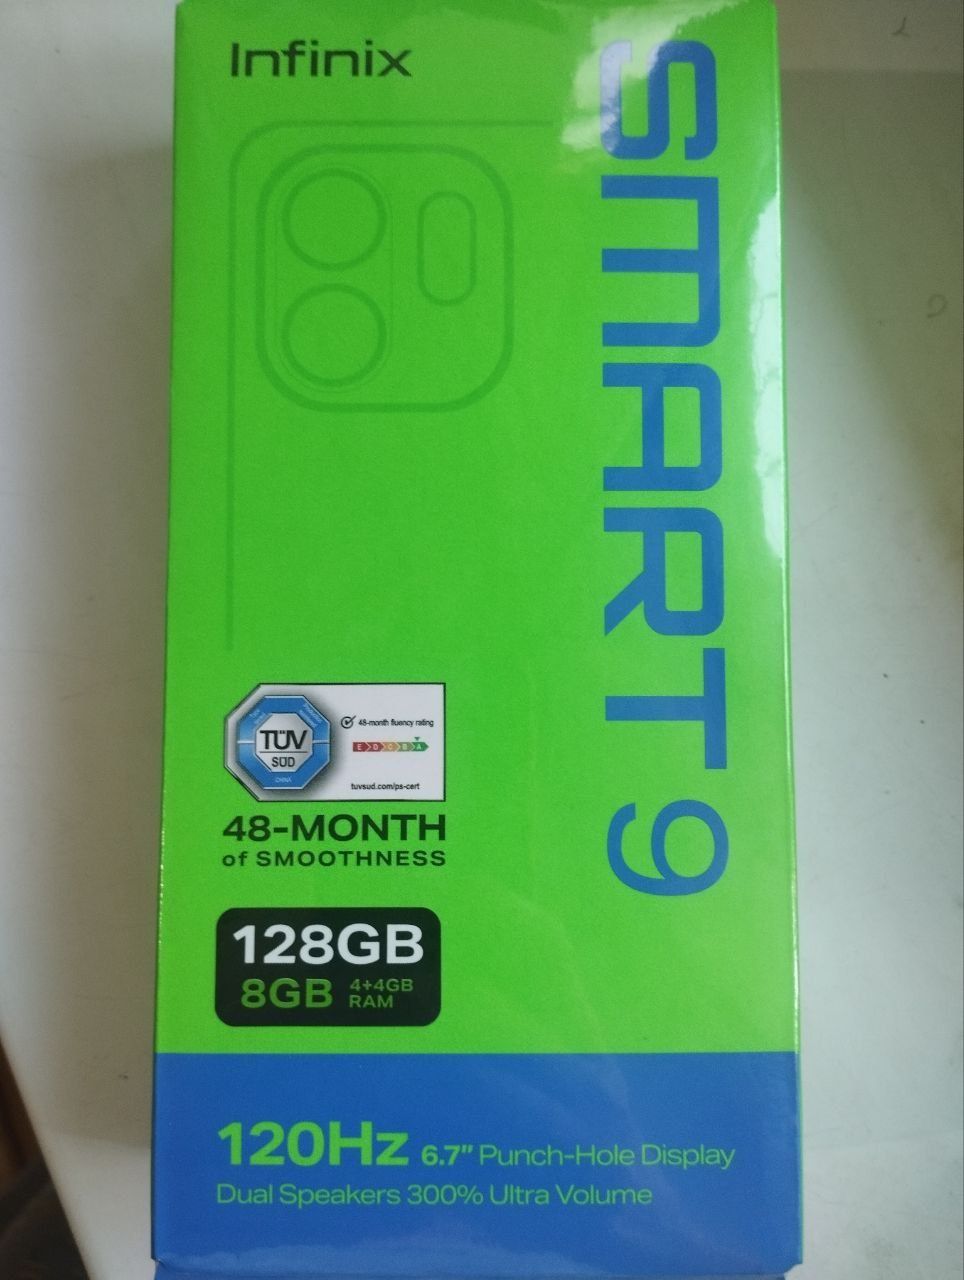 Infinix
SMART 9
TÜV
SÜD
CHINA
48-month fluency rating
E D C B A
tuvsud.com/ps-cert
48-MONTH
of SMOOTHNESS
128GB
8GB 4+4GB
RAM
120Hz 6.7" Punch-Hole Display
Dual Speakers 300% Ultra Volume